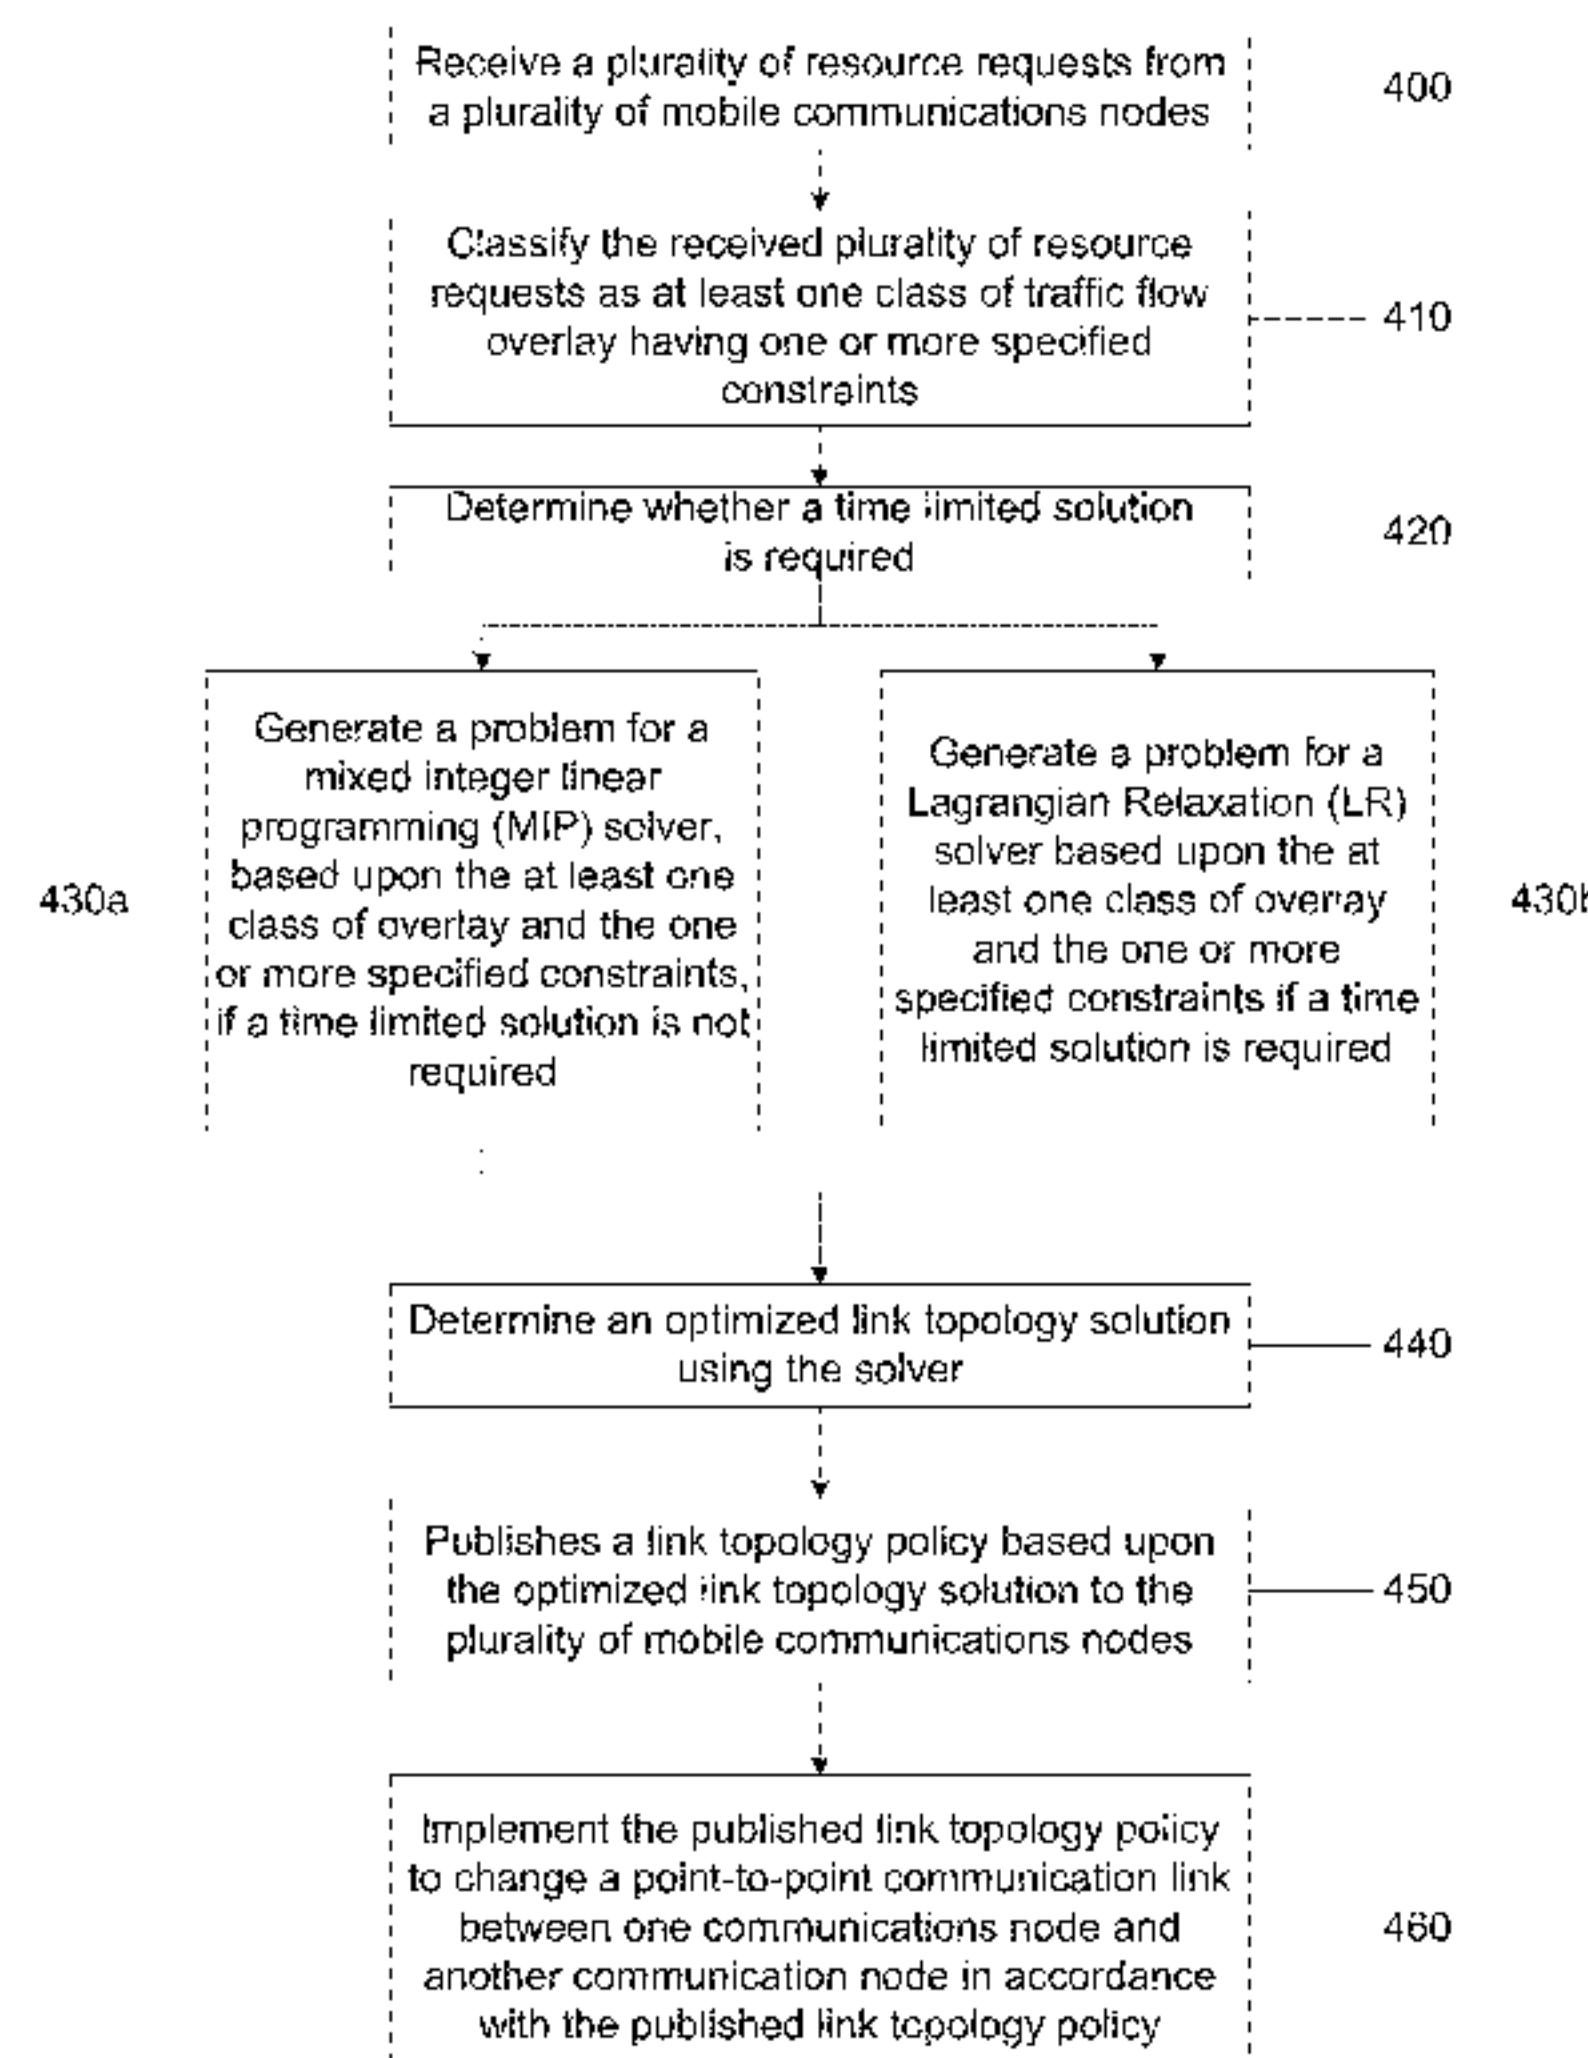 Receive a plurality of resource requests from
a plurality of mobile communications nodes
400
Classify the received plurality of resource
requests as at least one class of traffic flow
overlay having one or more specified
constraints
410
Determine whether a time limited solution
is required
420
Generate a problem for a
mixed integer linear
programming (MIP) solver,
based upon the at least one
class of overlay and the one
or more specified constraints,
if a time limited solution is not
required
430a
Generate a problem for a
Lagrangian Relaxation (LR)
solver based upon the at
least one class of overlay
and the one or more
specified constraints if a time
limited solution is required
430b
Determine an optimized link topology solution
using the solver
440
Publishes a link topology policy based upon
the optimized link topology solution to the
plurality of mobile communications nodes
450
Implement the published link topology policy
to change a point-to-point communication link
between one communications node and
another communication node in accordance
with the published link topology policy
460